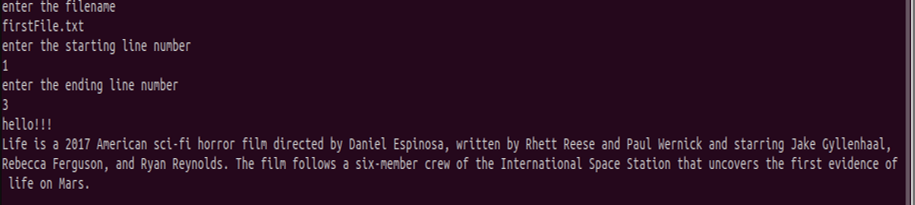 enter the filename
firstFile.txt
enter the starting line number
1
enter the ending line number
3
hello!!!
Life is a 2017 American sci-fi horror film directed by Daniel Espinosa, written by Rhett Reese and Paul Wernick and starring Jake Gyllenhaal,
Rebecca Ferguson, and Ryan Reynolds. The film follows a six-member crew of the International Space Station that uncovers the first evidence of
life on Mars.